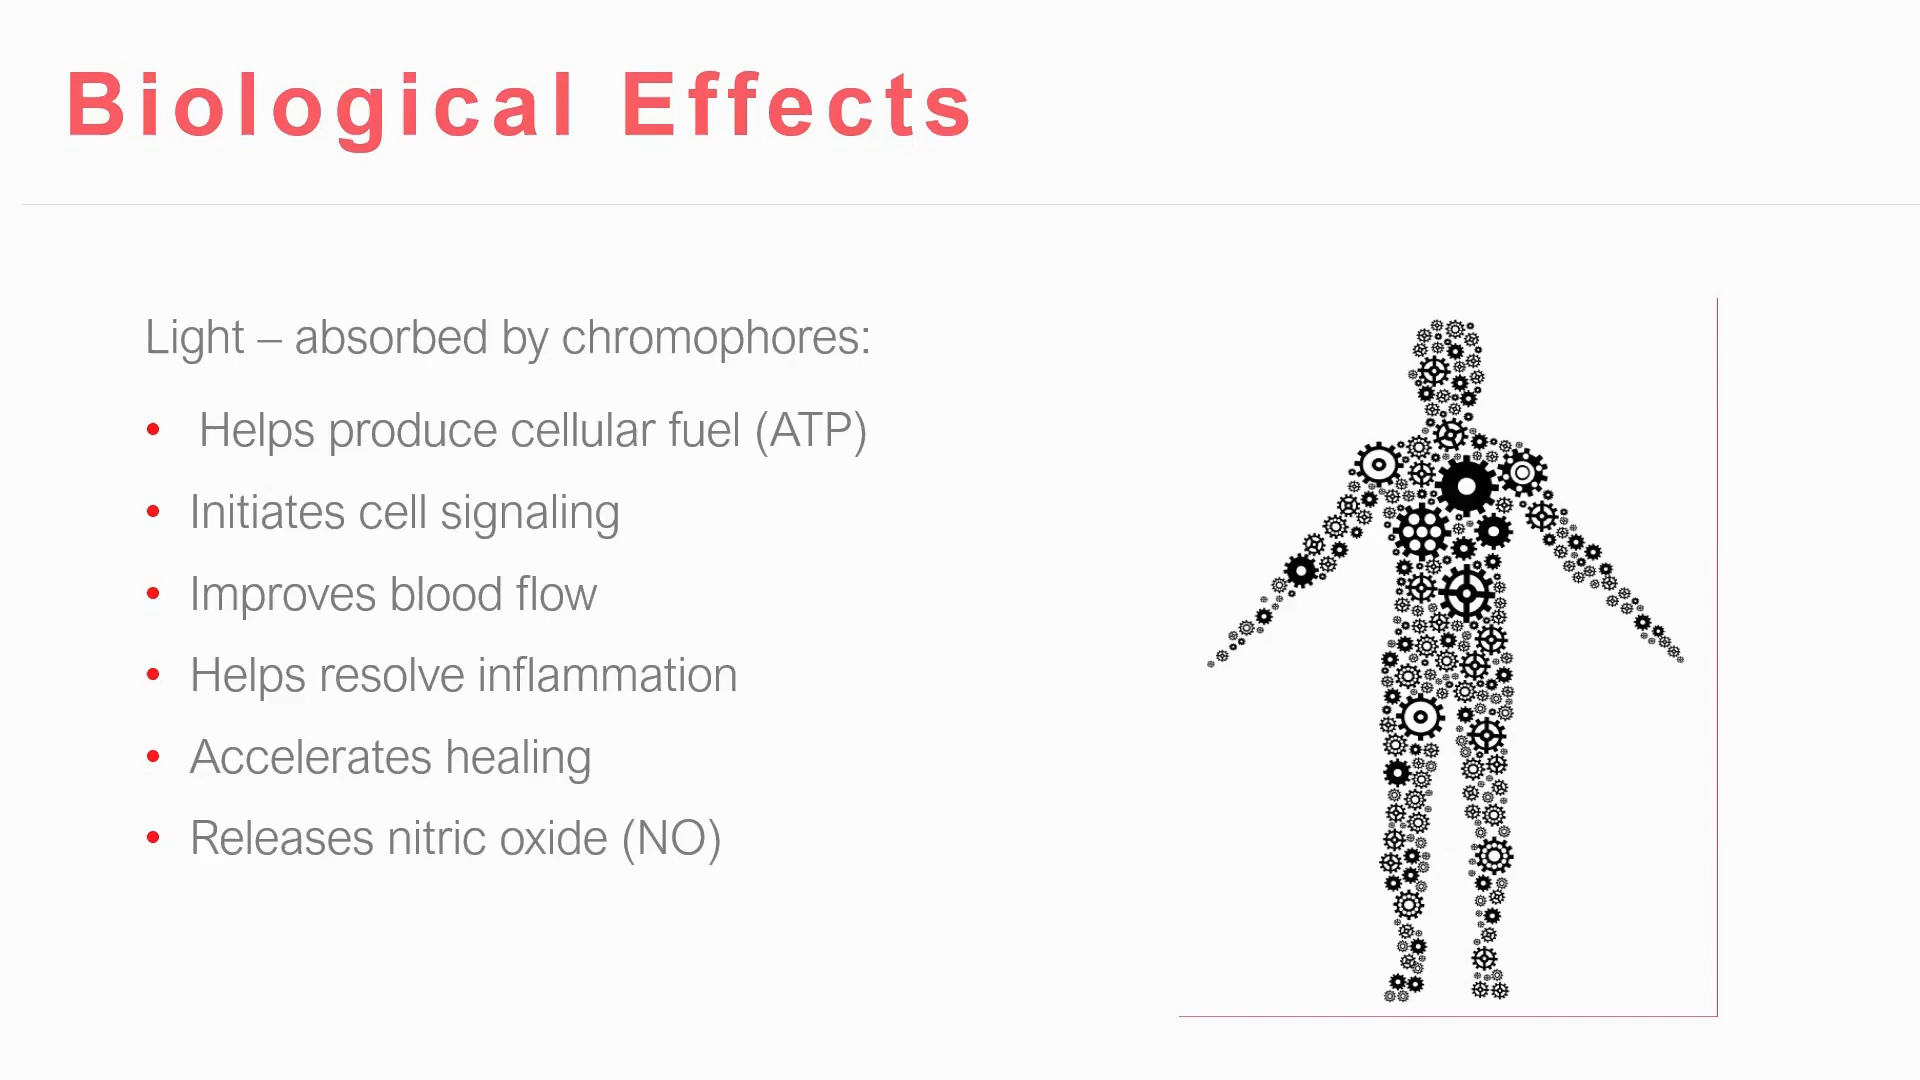 Biological Effects
Light – absorbed by chromophores:
• Helps produce cellular fuel (ATP)
• Initiates cell signaling
• Improves blood flow
• Helps resolve inflammation
• Accelerates healing
• Releases nitric oxide (NO)